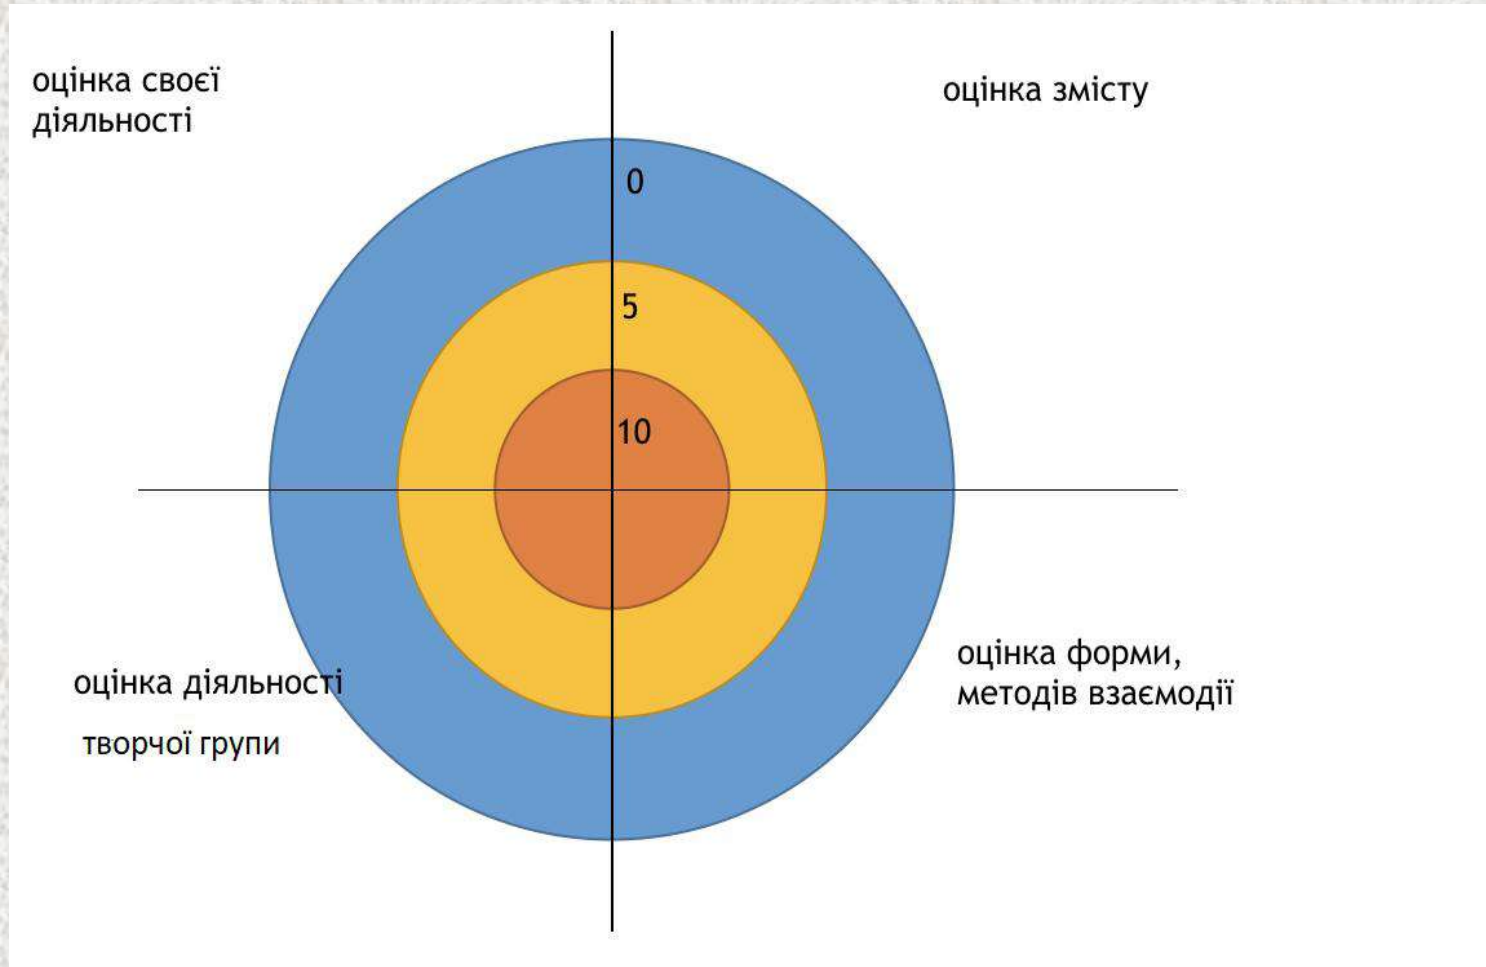 оцінка своєї
діяльності
оцінка змісту
0
5
10
оцінка діяльності
творчої групи
оцінка форми,
методів взаємодії